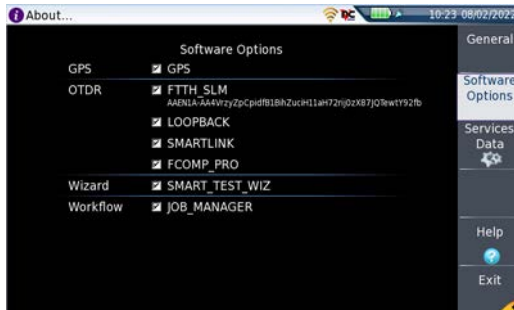 About...
10:23 08/02/2022
Software Options
GPS
GPS
OTDR
FTTH_SLM
LOOPBACK
SMARTLINK
FCOMP_PRO
Wizard
SMART_TEST_WIZ
Workflow
JOB_MANAGER
General
Software
Options
Services
Data
Help
Exit